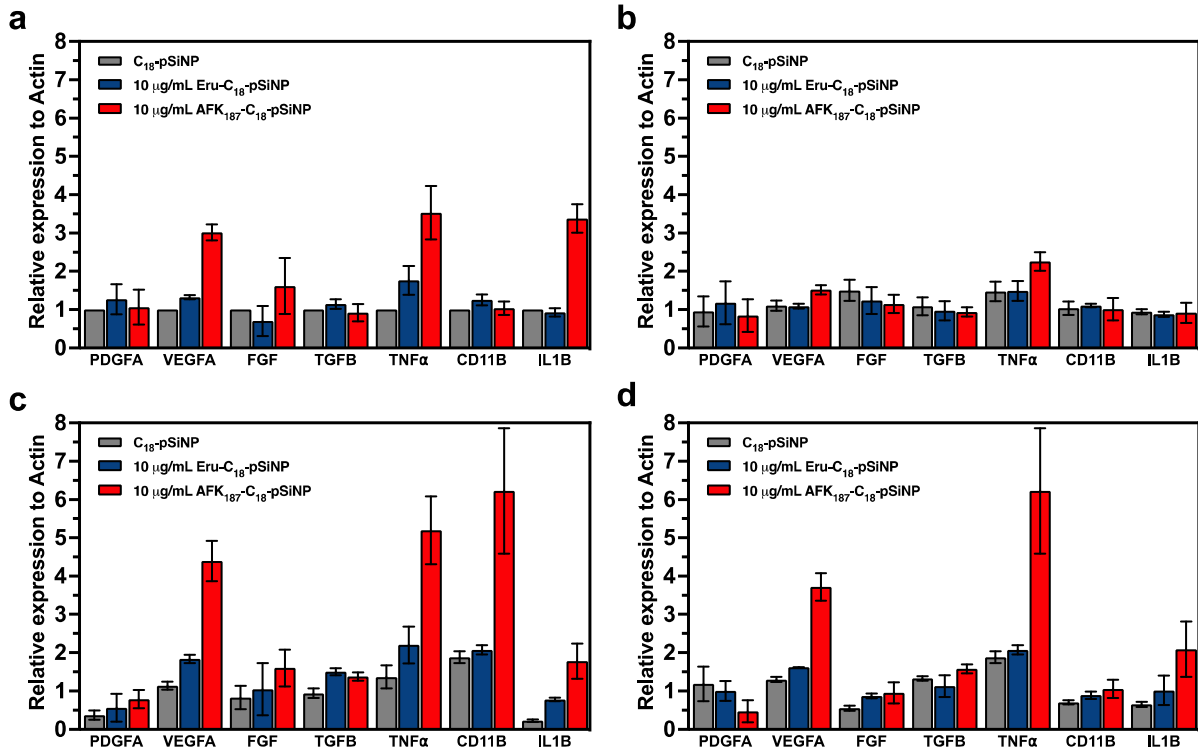 a
8
7
6
5
4
3
2
1
0
Relative expression to Actin
C₁₈-pSiNP
10 μg/mL Eru-C₁₈-pSiNP
10 μg/mL AFK₁₈₇-C₁₈-pSiNP
PDGFA VEGFA FGF TGFB TNFα CD11B IL1B
b
8
7
6
5
4
3
2
1
0
Relative expression to Actin
C₁₈-pSiNP
10 μg/mL Eru-C₁₈-pSiNP
10 μg/mL AFK₁₈₇-C₁₈-pSiNP
PDGFA VEGFA FGF TGFB TNFα CD11B IL1B
c
8
7
6
5
4
3
2
1
0
Relative expression to Actin
C₁₈-pSiNP
10 μg/mL Eru-C₁₈-pSiNP
10 μg/mL AFK₁₈₇-C₁₈-pSiNP
PDGFA VEGFA FGF TGFB TNFα CD11B IL1B
d
8
7
6
5
4
3
2
1
0
Relative expression to Actin
C₁₈-pSiNP
10 μg/mL Eru-C₁₈-pSiNP
10 μg/mL AFK₁₈₇-C₁₈-pSiNP
PDGFA VEGFA FGF TGFB TNFα CD11B IL1B